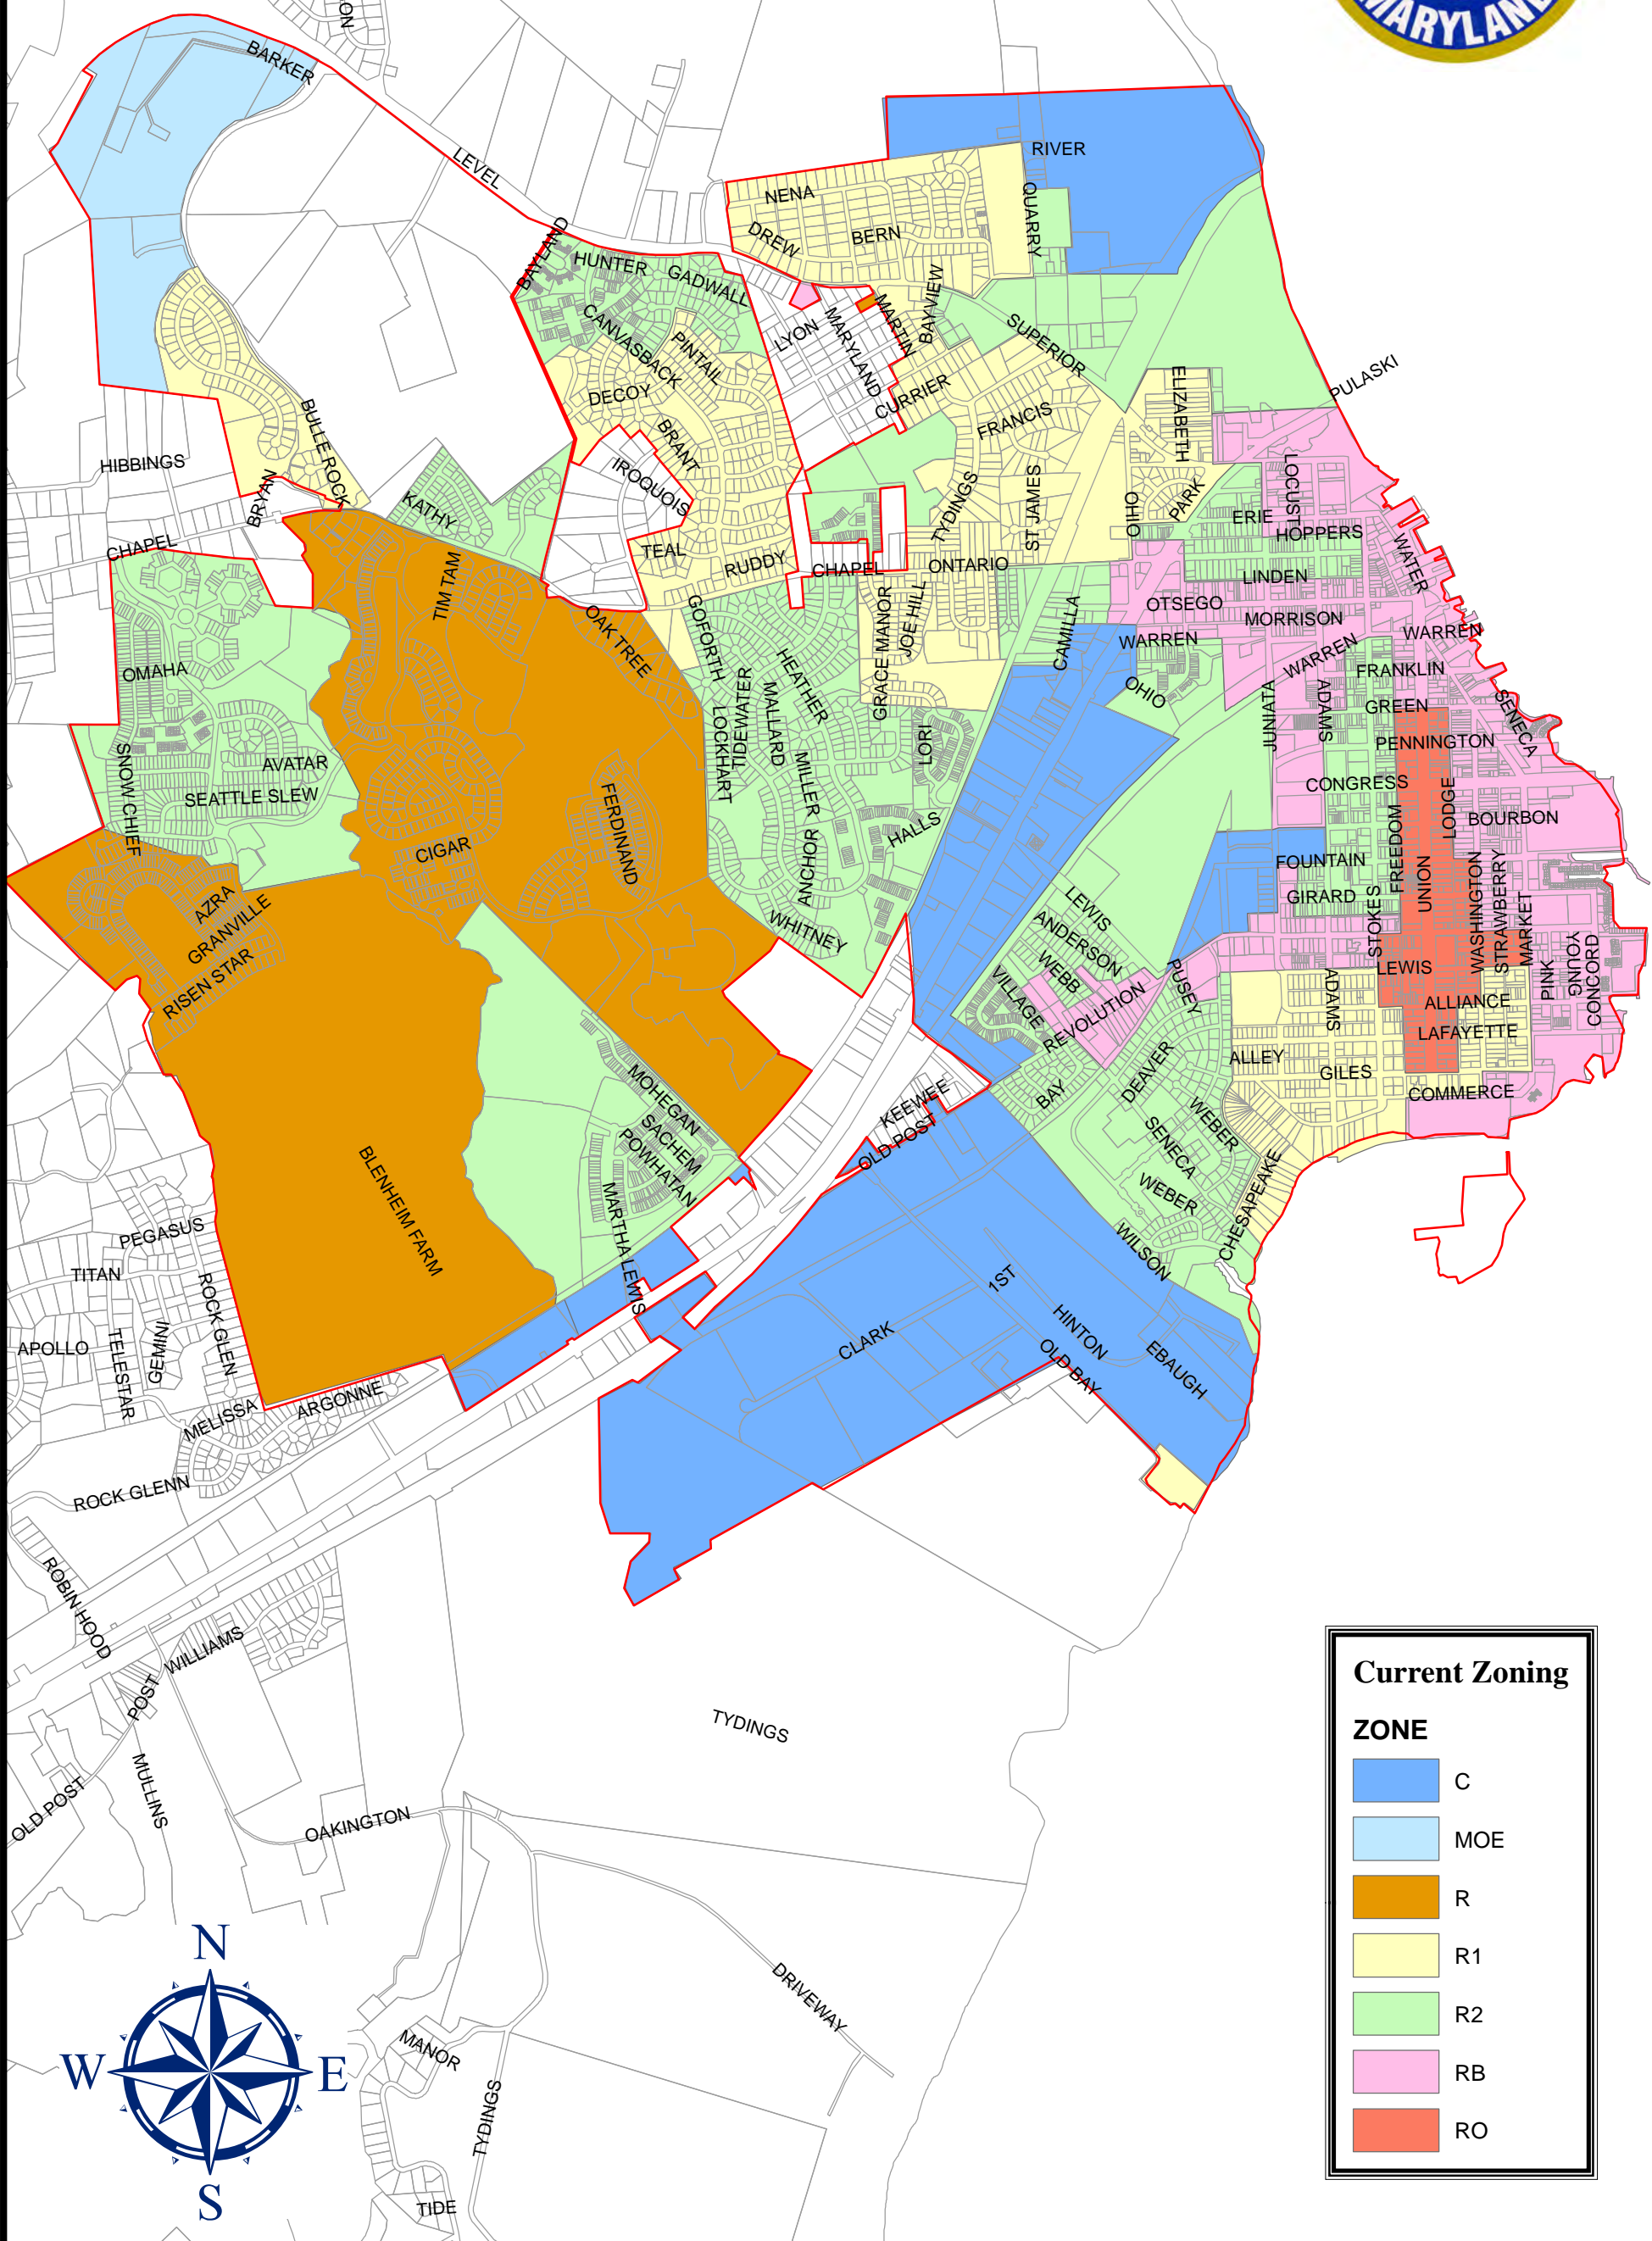 MARYLAND
BARKER
LEVEL
RIVER
NENA
QUARRY
DREW
BERN
BAYLAND
HUNTER
GADWALL
BAYVIEW
MARTIN
LYON
MARYLAND
CANVASBACK
PINTAIL
SUPERIOR
PULASKI
DECOY
CURRIER
FRANCIS
ELIZABETH
BULLE ROCK
BRANT
HIBBINGS
IROQUOIS
BRYAN
KATHY
TYDINGS
ST JAMES
OHIO
PARK
LOCUST
ERIE
HOPPERS
WATER
CHAPEL
TEAL
RUDDY
CHAPEL
ONTARIO
LINDEN
TIM TAM
OAK TREE
GOFORTH
GRACE MANOR
JOE HILL
CAMILLA
OTSEGO
MORRISON
WARREN
WARREN
WARREN
OMAHA
HEATHER
TIDEWATER
MALLARD
LOCKHART
OHIO
FRANKLIN
JUNIATA
ADAMS
GREEN
SENECA
SNOW CHIEF
AVATAR
SEATTLE SLEW
LORI
PENNINGTON
CONGRESS
MILLER
FERDINAND
HALLS
LODGE
BOURBON
FREEDOM
CIGAR
ANCHOR
FOUNTAIN
GIRARD
UNION
AZRA
GRANVILLE
RISEN STAR
WHITNEY
LEWIS
ANDERSON
WEBB
STOKES
WASHINGTON
STRAWBERRY
MARKET
VILLAGE
REVOLUTION
PUSEY
LEWIS
ADAMS
PINK
YOUNG
CONCORD
ALLIANCE
LAFAYETTE
ALLEY
GILES
COMMERCE
MOHEGAN
SACHEM
POWHATAN
KEEWEE
OLD POST
BAY
DEAVER
WEBER
SENECA
WEBER
CHESAPEAKE
BLENHEIM FARM
MARTHA LEWIS
WILSON
PEGASUS
TITAN
ROCK GLEN
1ST
HINTON
APOLLO
TELESTAR
GEMINI
CLARK
OLD BAY
EBAUGH
MELISSA
ARGONNE
ROCK GLENN
ROBIN HOOD
WILLIAMS
POST
TYDINGS
MULLINS
OLD POST
OAKINGTON
DRIVEWAY
MANOR
TYDINGS
TIDE
N
W
E
S
Current Zoning
ZONE
C
MOE
R
R1
R2
RB
RO